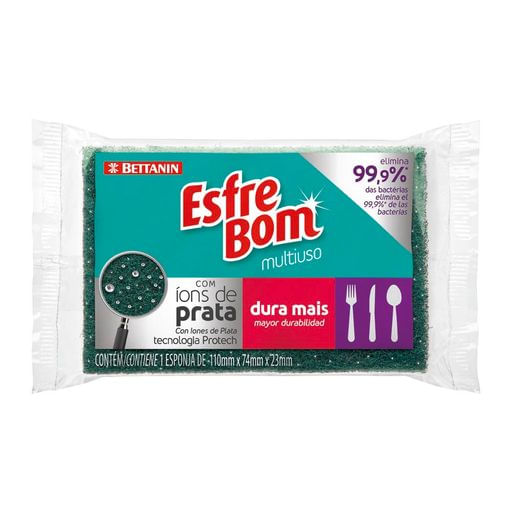 BETTANIN
Esfre
Bom
multiuso
elimina
99,9%*
das bactérias
elimina el
99,9%* de las
bacterias
COM
íons de
prata
Con Iones de Plata
tecnologia Protech
dura mais
mayor durabilidad
CONTÉM/CONTIENE 1 ESPONJA DE 110mm x 74mm x 23mm